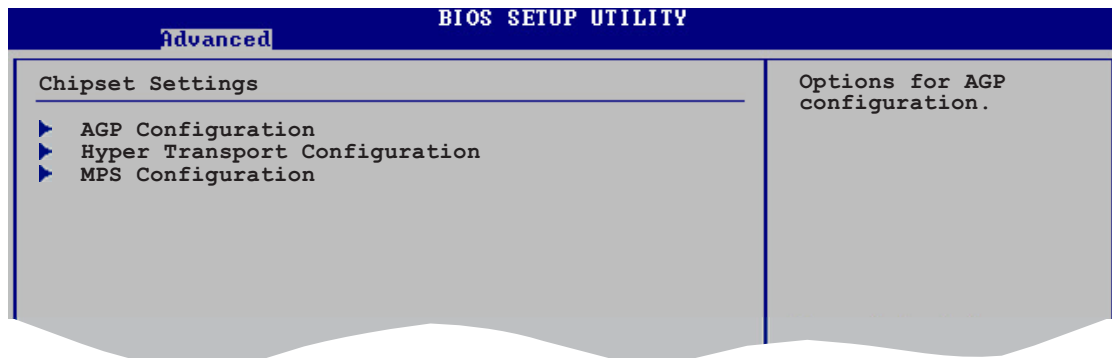 BIOS SETUP UTILITY
Advanced
Chipset Settings
AGP Configuration
Hyper Transport Configuration
MPS Configuration
Options for AGP
configuration.